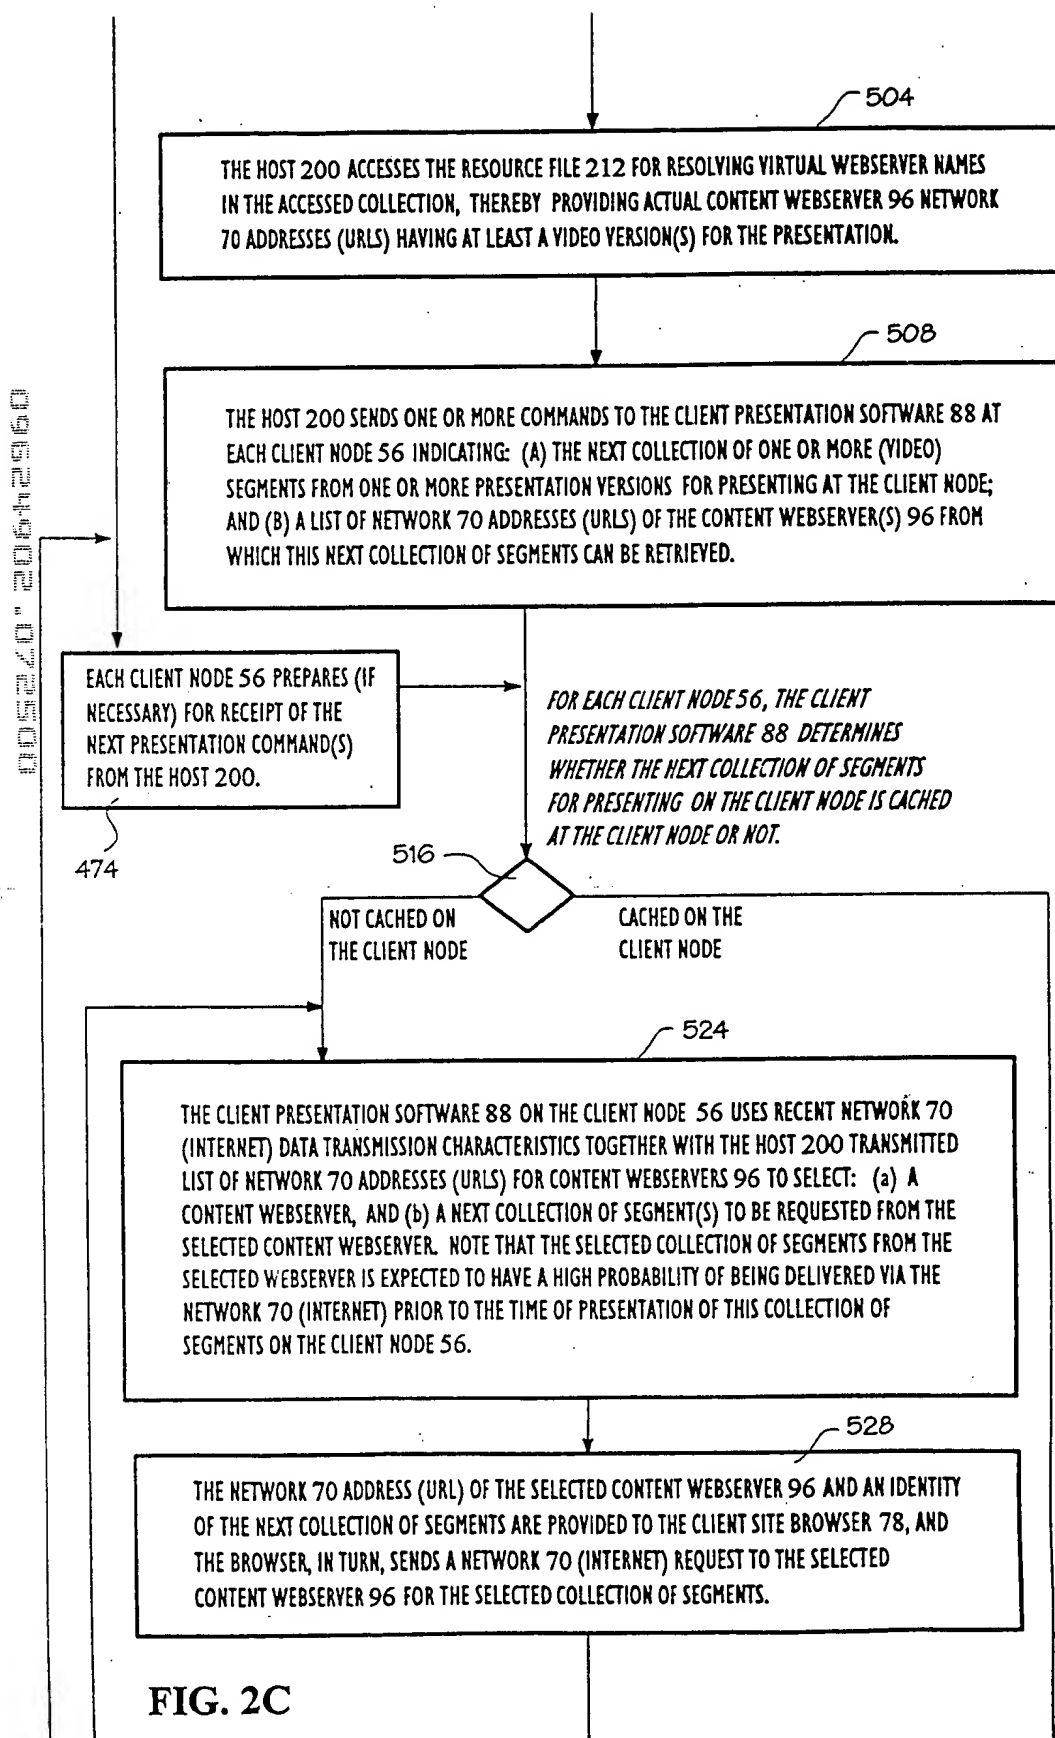 504
THE HOST 200 ACCESSES THE RESOURCE FILE 212 FOR RESOLVING VIRTUAL WEBSERVER NAMES
IN THE ACCESSED COLLECTION, THEREBY PROVIDING ACTUAL CONTENT WEBSERVER 96 NETWORK
70 ADDRESSES (URLS) HAVING AT LEAST A VIDEO VERSION(S) FOR THE PRESENTATION.
508
THE HOST 200 SENDS ONE OR MORE COMMANDS TO THE CLIENT PRESENTATION SOFTWARE 88 AT
EACH CLIENT NODE 56 INDICATING: (A) THE NEXT COLLECTION OF ONE OR MORE (VIDEO)
SEGMENTS FROM ONE OR MORE PRESENTATION VERSIONS FOR PRESENTING AT THE CLIENT NODE;
AND (B) A LIST OF NETWORK 70 ADDRESSES (URLS) OF THE CONTENT WEBSERVER(S) 96 FROM
WHICH THIS NEXT COLLECTION OF SEGMENTS CAN BE RETRIEVED.
09624902.072500
EACH CLIENT NODE 56 PREPARES (IF
NECESSARY) FOR RECEIPT OF THE
NEXT PRESENTATION COMMAND(S)
FROM THE HOST 200.
474
FOR EACH CLIENT NODE 56, THE CLIENT
PRESENTATION SOFTWARE 88 DETERMINES
WHETHER THE NEXT COLLECTION OF SEGMENTS
FOR PRESENTING ON THE CLIENT NODE IS CACHED
AT THE CLIENT NODE OR NOT.
516
NOT CACHED ON
THE CLIENT NODE
CACHED ON THE
CLIENT NODE
524
THE CLIENT PRESENTATION SOFTWARE 88 ON THE CLIENT NODE 56 USES RECENT NETWORK 70
(INTERNET) DATA TRANSMISSION CHARACTERISTICS TOGETHER WITH THE HOST 200 TRANSMITTED
LIST OF NETWORK 70 ADDRESSES (URLS) FOR CONTENT WEBSERVERS 96 TO SELECT: (a) A
CONTENT WEBSERVER, AND (b) A NEXT COLLECTION OF SEGMENT(S) TO BE REQUESTED FROM THE
SELECTED CONTENT WEBSERVER. NOTE THAT THE SELECTED COLLECTION OF SEGMENTS FROM THE
SELECTED WEBSERVER IS EXPECTED TO HAVE A HIGH PROBABILITY OF BEING DELIVERED VIA THE
NETWORK 70 (INTERNET) PRIOR TO THE TIME OF PRESENTATION OF THIS COLLECTION OF
SEGMENTS ON THE CLIENT NODE 56.
528
THE NETWORK 70 ADDRESS (URL) OF THE SELECTED CONTENT WEBSERVER 96 AND AN IDENTITY
OF THE NEXT COLLECTION OF SEGMENTS ARE PROVIDED TO THE CLIENT SITE BROWSER 78, AND
THE BROWSER, IN TURN, SENDS A NETWORK 70 (INTERNET) REQUEST TO THE SELECTED
CONTENT WEBSERVER 96 FOR THE SELECTED COLLECTION OF SEGMENTS.
FIG. 2C